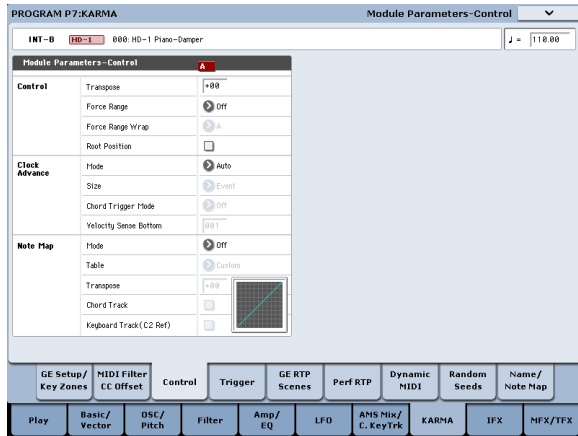 PROGRAM P7:KARMA Module Parameters-Control
INT-B HD-1 000: HD-1 Piano-Damper ♩= 110.00
Module Parameters-Control A
Control Transpose +00
Force Range Off
Force Range Wrap A
Root Position
Clock Advance Mode Auto
Size Event
Chord Trigger Mode Off
Velocity Sense Bottom 001
Note Map Mode Off
Table Custom
Transpose +00
Chord Track
Keyboard Track(C2 Ref)
GE Setup/ Key Zones MIDI Filter CC Offset Control Trigger GE RTP Scenes Perf RTP Dynamic MIDI Random Seeds Name/ Note Map
Play Basic/ Vector OSC/ Pitch Filter Amp/ EQ LFO AMS Mix/ C. KeyTrk KARMA IFX MFX/TFX